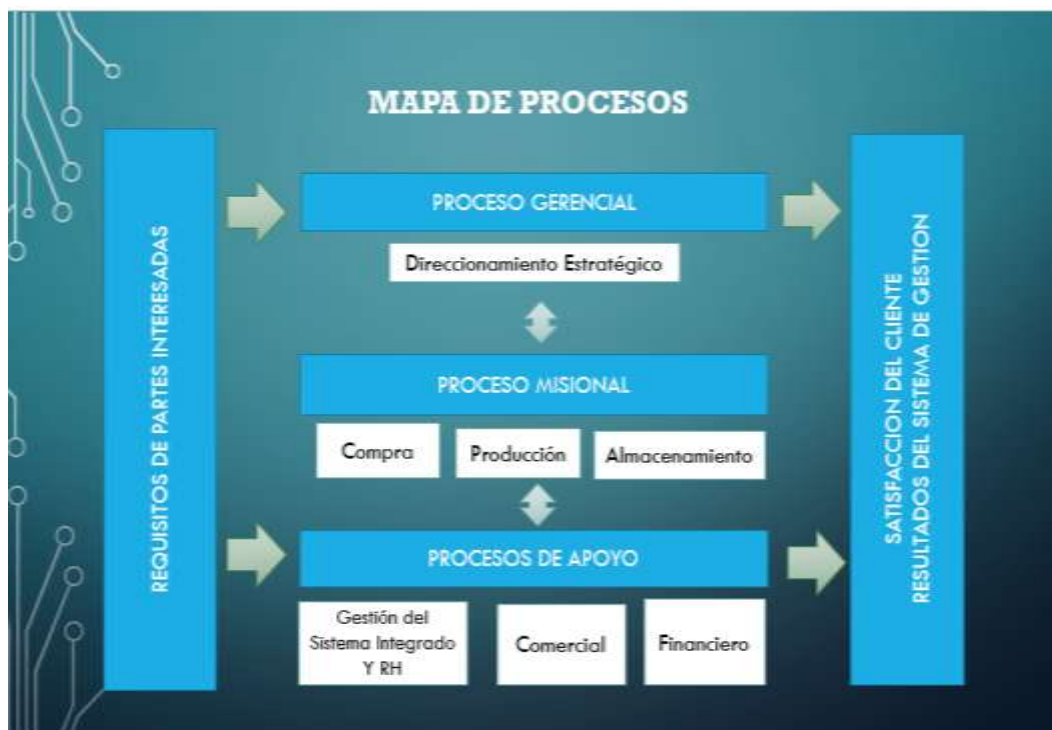 MAPA DE PROCESOS
REQUISITOS DE PARTES INTERESADAS
PROCESO GERENCIAL
Direccionamiento Estratégico
PROCESO MISIONAL
Compra
Producción
Almacenamiento
PROCESOS DE APOYO
Gestión del
Sistema Integrado
Y RH
Comercial
Financiero
SATISFACCION DEL CLIENTE
RESULTADOS DEL SISTEMA DE GESTION